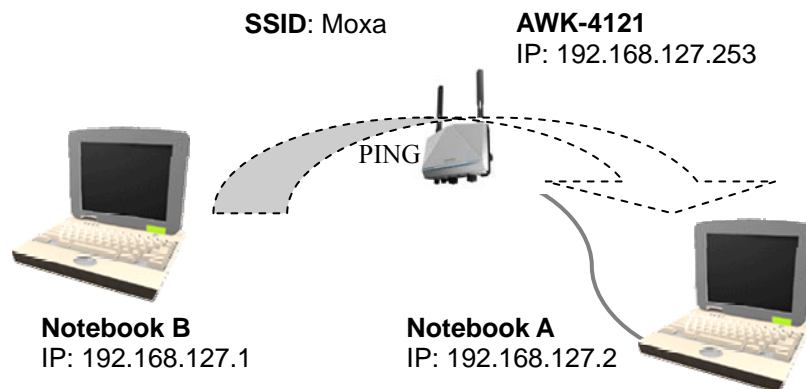 SSID: Moxa
AWK-4121
IP: 192.168.127.253
PING
Notebook B
IP: 192.168.127.1
Notebook A
IP: 192.168.127.2